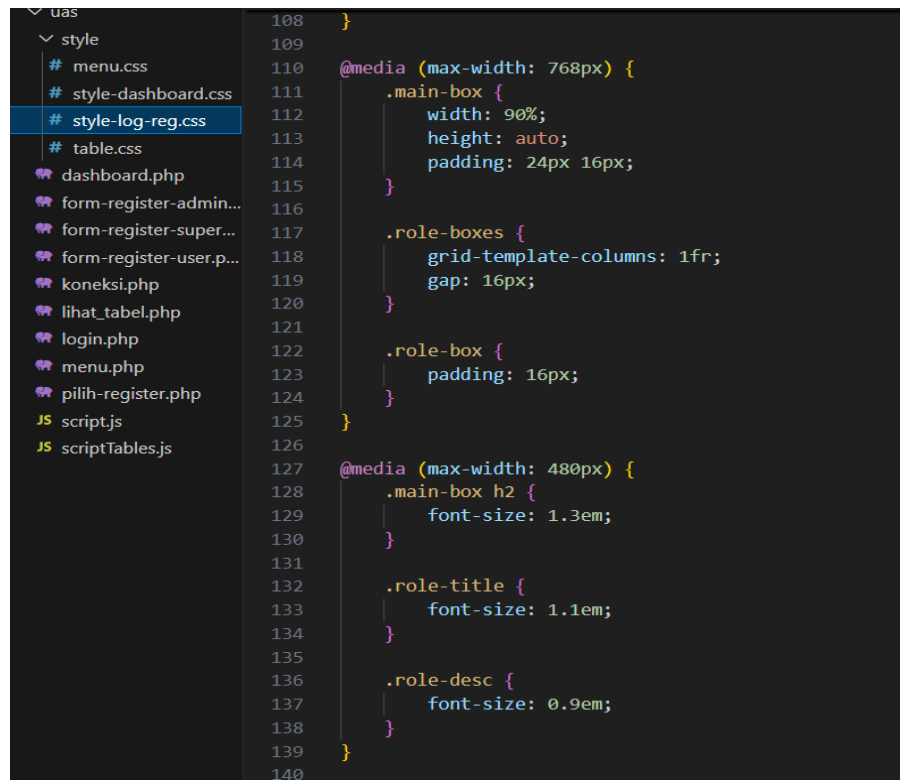 uas
style
# menu.css
# style-dashboard.css
# style-log-reg.css
# table.css
dashboard.php
form-register-admin...
form-register-super...
form-register-user.p...
koneksi.php
lihat_tabel.php
login.php
menu.php
pilih-register.php
JS script.js
JS scriptTables.js
108 }
109
110 @media (max-width: 768px) {
111     .main-box {
112         width: 90%;
113         height: auto;
114         padding: 24px 16px;
115     }
116
117     .role-boxes {
118         grid-template-columns: 1fr;
119         gap: 16px;
120     }
121
122     .role-box {
123         padding: 16px;
124     }
125 }
126
127 @media (max-width: 480px) {
128     .main-box h2 {
129         font-size: 1.3em;
130     }
131
132     .role-title {
133         font-size: 1.1em;
134     }
135
136     .role-desc {
137         font-size: 0.9em;
138     }
139 }
140